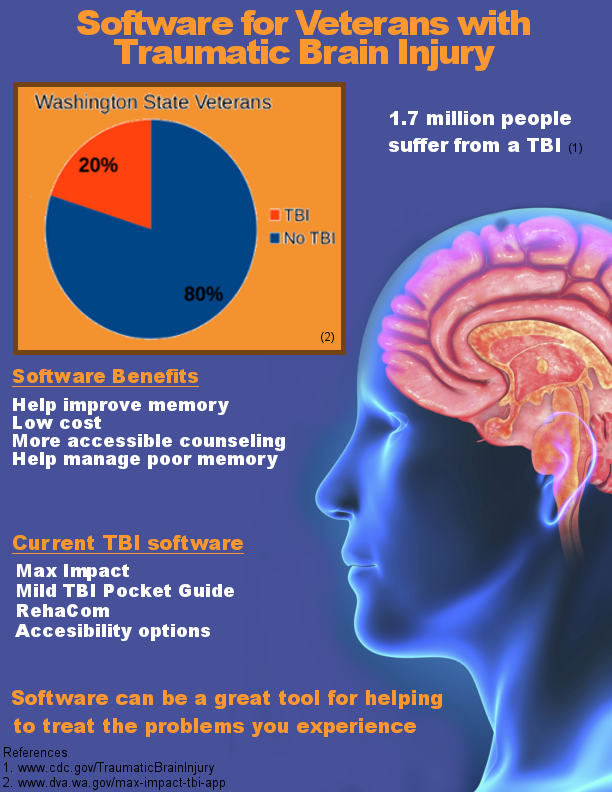 Software for Veterans with
Traumatic Brain Injury
Washington State Veterans
20%
80%
TBI
No TBI
(2)
1.7 million people
suffer from a TBI (1)
Software Benefits
Help improve memory
Low cost
More accessible counseling
Help manage poor memory
Current TBI software
Max Impact
Mild TBI Pocket Guide
RehaCom
Accesibility options
Software can be a great tool for helping
to treat the problems you experience
References
1. www.cdc.gov/TraumaticBrainInjury
2. www.dva.wa.gov/max-impact-tbi-app